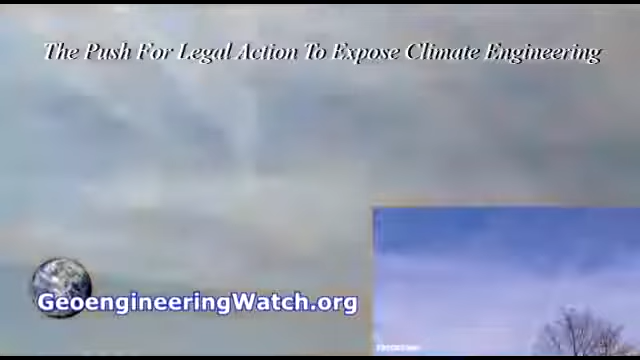 The Push For Legal Action To Expose Climate Engineering
GeoengineeringWatch.org